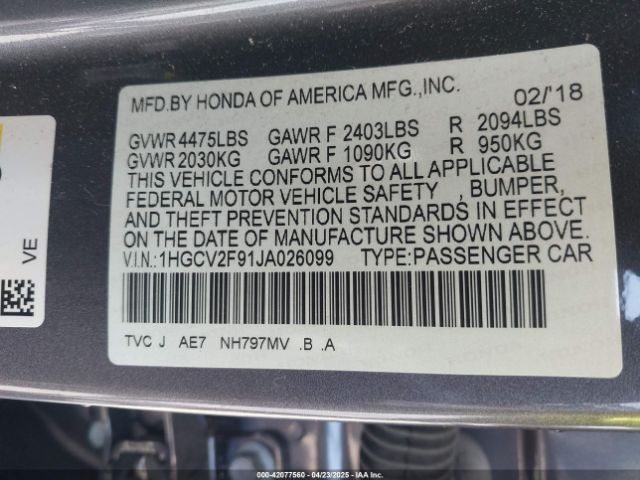 MFD.BY HONDA OF AMERICA MFG.,INC. 02/'18
GVWR 4475LBS GAWR F 2403LBS R 2094LBS
GVWR 2030KG GAWR F 1090KG R 950KG
THIS VEHICLE CONFORMS TO ALL APPLICABLE
FEDERAL MOTOR VEHICLE SAFETY , BUMPER,
AND THEFT PREVENTION STANDARDS IN EFFECT
ON THE DATE OF MANUFACTURE SHOWN ABOVE.
V.I.N.:1HGCV2F91JA026099 TYPE:PASSENGER CAR
TVC J AE7 NH797MV .B .A
VE
000-42077560 - 04/23/2025 - IAA Inc.